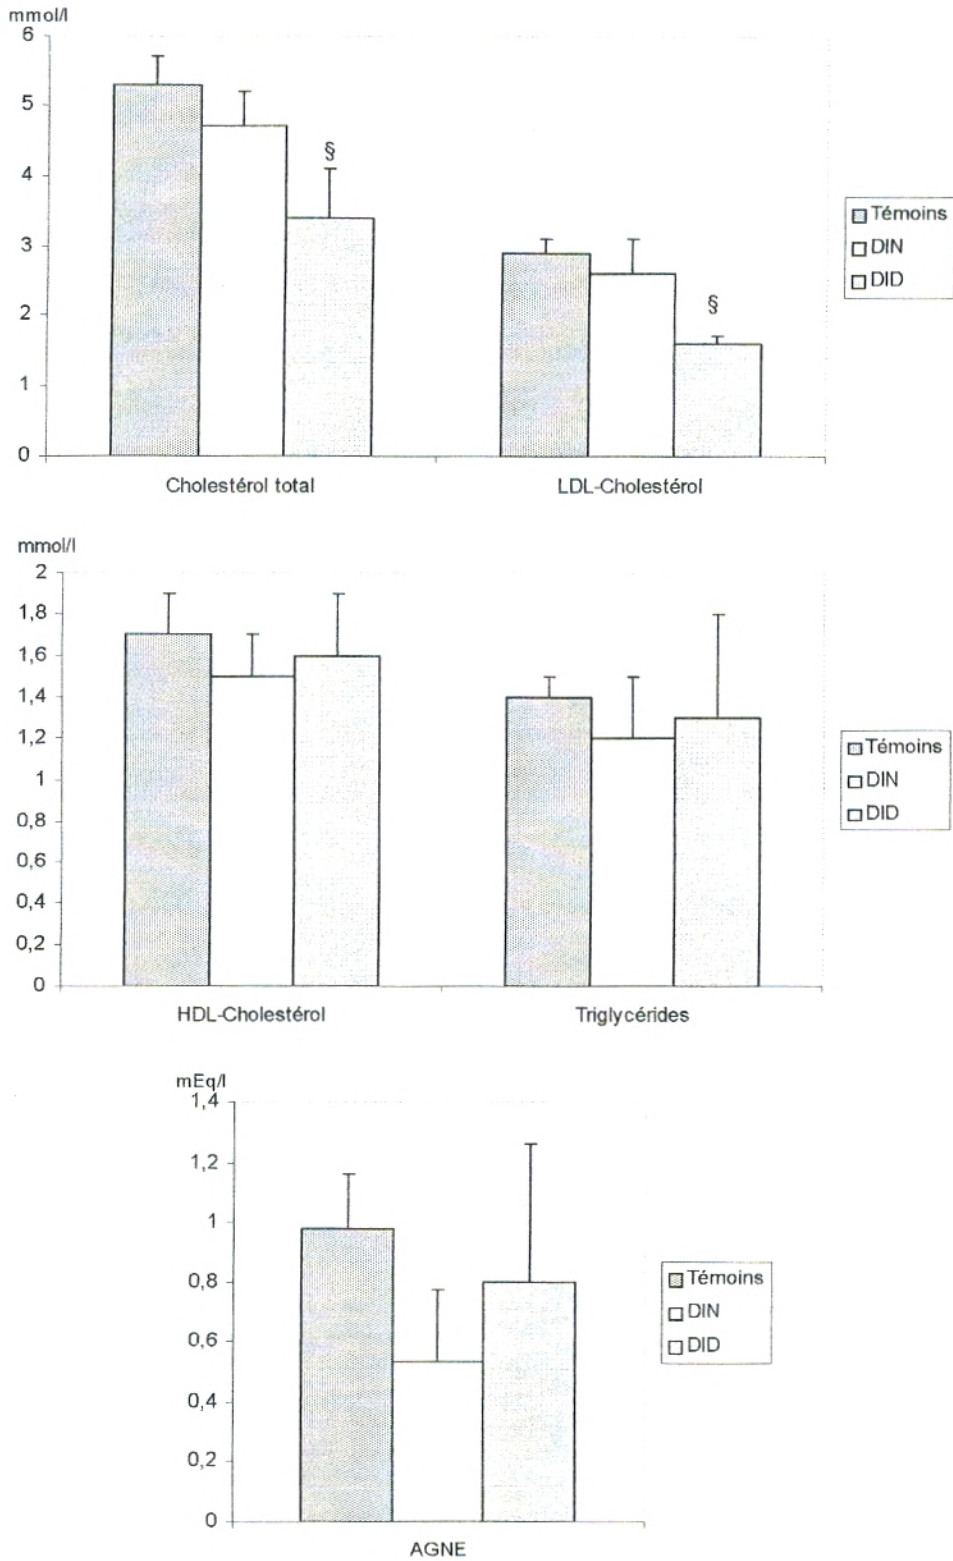 mmol/l
6
5
4
3
2
1
0
§
§
Cholestérol total
LDL-Cholestérol
Témoins
DIN
DID
mmol/l
2
1,8
1,6
1,4
1,2
1
0,8
0,6
0,4
0,2
0
HDL-Cholestérol
Triglycérides
Témoins
DIN
DID
mEq/l
1,4
1,2
1
0,8
0,6
0,4
0,2
0
AGNE
Témoins
DIN
DID